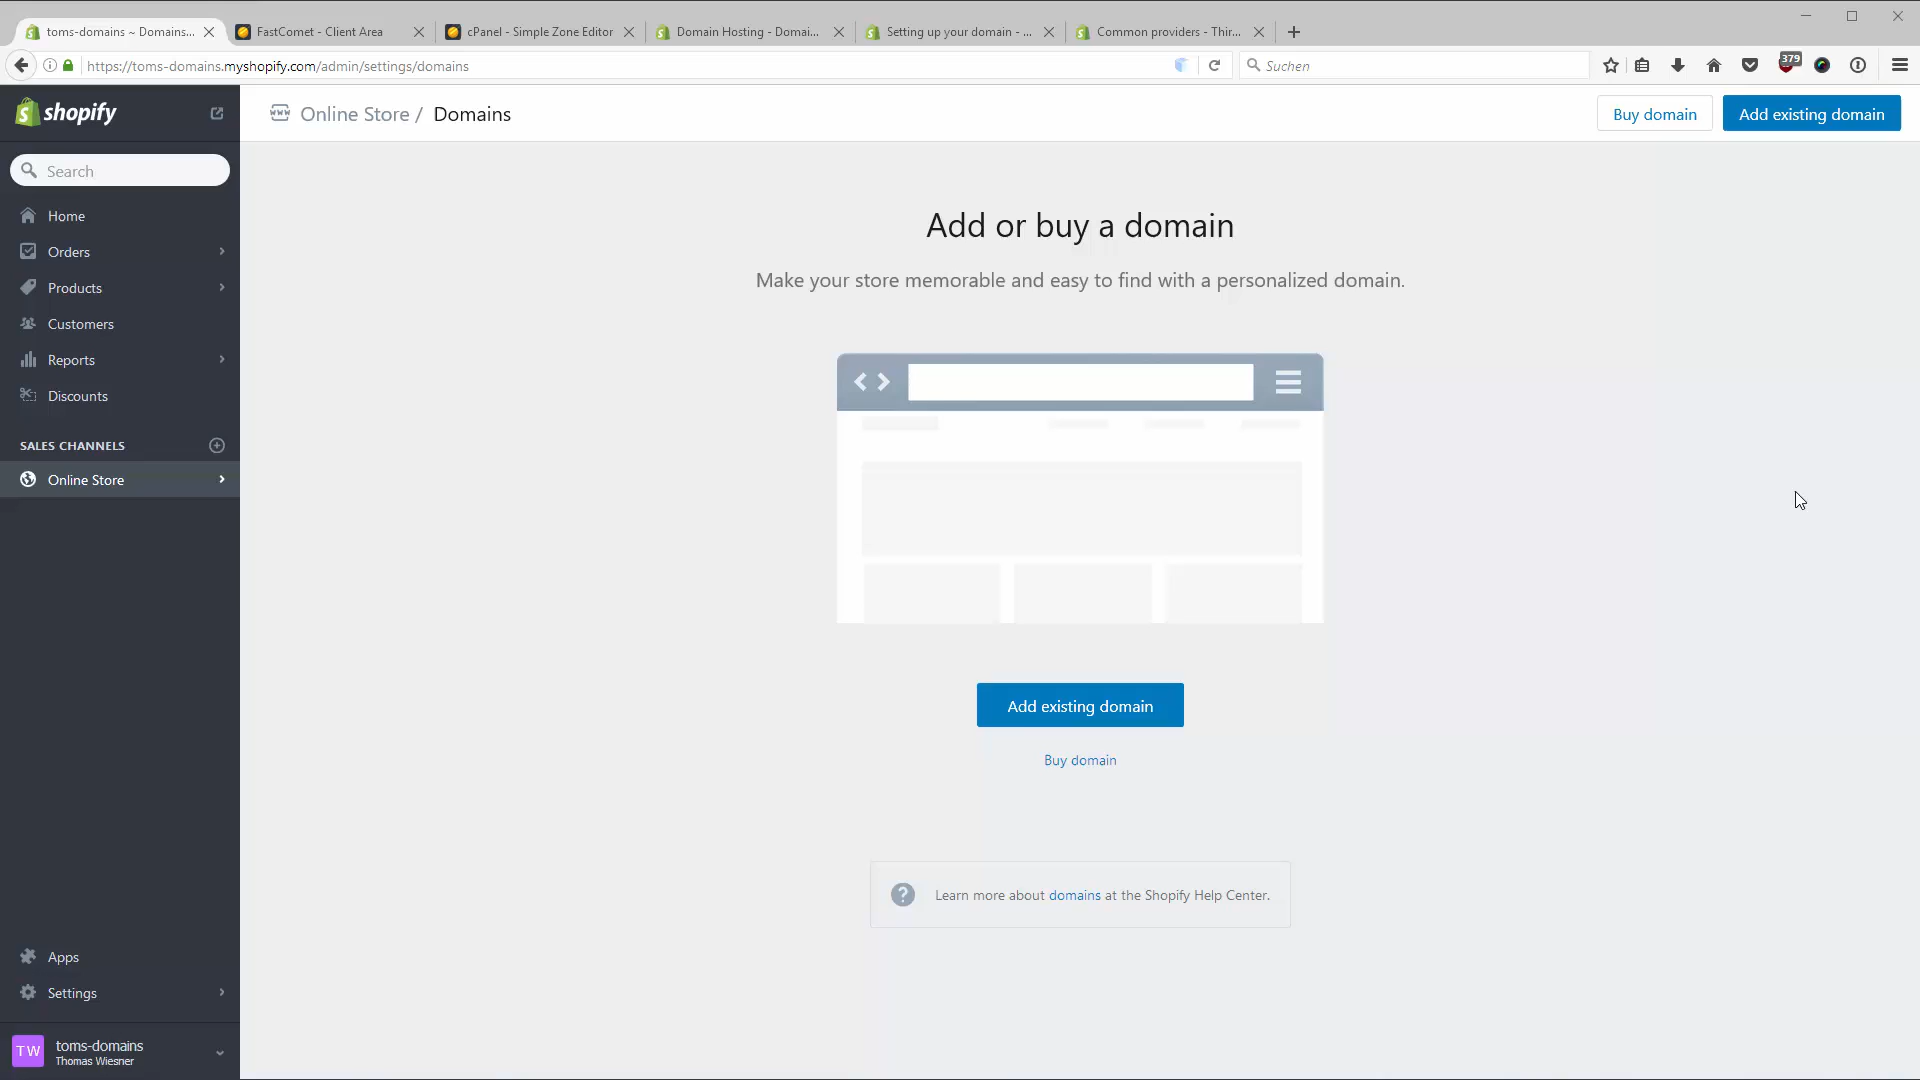 toms-domains ~ Domains...
FastComet - Client Area
cPanel - Simple Zone Editor
Domain Hosting - Domai...
Setting up your domain - ...
Common providers - Thir...
https://toms-domains.myshopify.com/admin/settings/domains
Suchen
379
shopify
Online Store / Domains
Buy domain
Add existing domain
Search
Home
Orders
Products
Customers
Reports
Discounts
SALES CHANNELS
Online Store
Add or buy a domain
Make your store memorable and easy to find with a personalized domain.
Add existing domain
Buy domain
? Learn more about domains at the Shopify Help Center.
Apps
Settings
TW
toms-domains
Thomas Wiesner